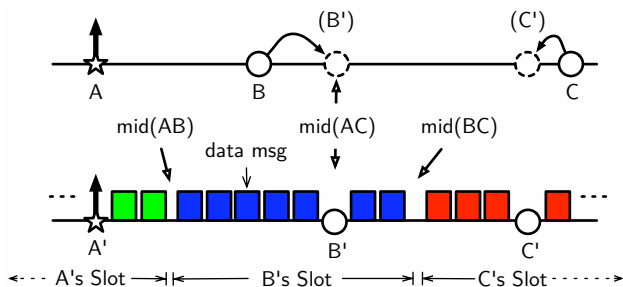 (B') (C')
A B C
mid(AB) mid(AC) mid(BC)
data msg
A' B' C'
A's Slot B's Slot C's Slot